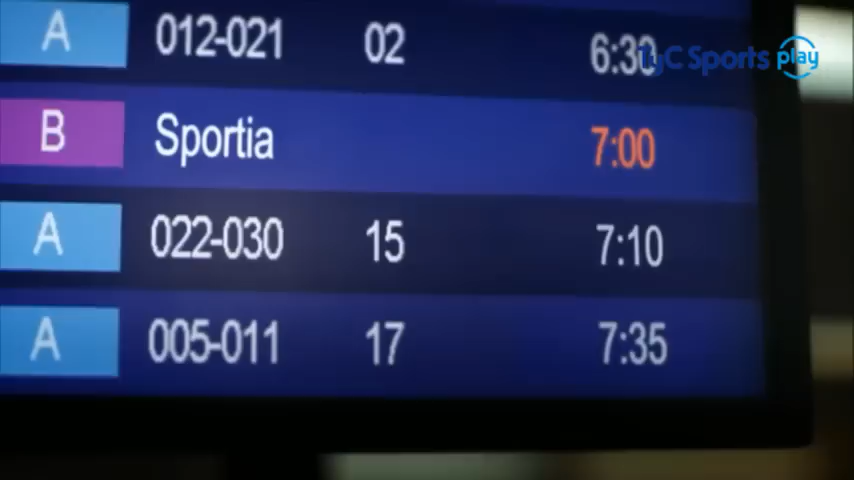 A 012-021 02 6:30
TyC Sports play
B Sportia 7:00
A 022-030 15 7:10
A 005-011 17 7:35